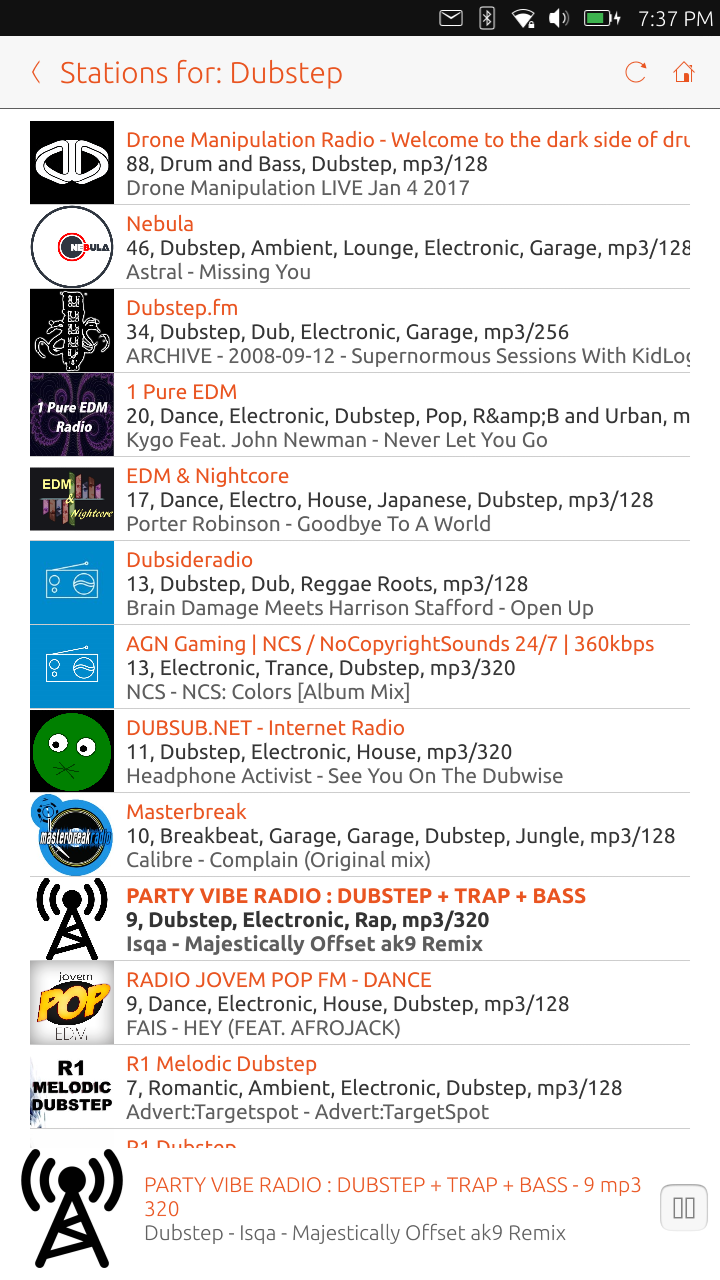 7:37 PM
Stations for: Dubstep
Drone Manipulation Radio - Welcome to the dark side of dru
88, Drum and Bass, Dubstep, mp3/128
Drone Manipulation LIVE Jan 4 2017
NEBULA
Nebula
46, Dubstep, Ambient, Lounge, Electronic, Garage, mp3/128
Astral - Missing You
Dubstep.fm
34, Dubstep, Dub, Electronic, Garage, mp3/256
ARCHIVE - 2008-09-12 - Supernormous Sessions With KidLog
1 Pure EDM
Radio
1 Pure EDM
20, Dance, Electronic, Dubstep, Pop, R&amp;B and Urban, m
Kygo Feat. John Newman - Never Let You Go
EDM
&
Nightcore
EDM & Nightcore
17, Dance, Electro, House, Japanese, Dubstep, mp3/128
Porter Robinson - Goodbye To A World
Dubsideradio
13, Dubstep, Dub, Reggae Roots, mp3/128
Brain Damage Meets Harrison Stafford - Open Up
AGN Gaming | NCS / NoCopyrightSounds 24/7 | 360kbps
13, Electronic, Trance, Dubstep, mp3/320
NCS - NCS: Colors [Album Mix]
DUBSUB.NET - Internet Radio
11, Dubstep, Electronic, House, mp3/320
Headphone Activist - See You On The Dubwise
masterbreakradio
Masterbreak
10, Breakbeat, Garage, Garage, Dubstep, Jungle, mp3/128
Calibre - Complain (Original mix)
PARTY VIBE RADIO : DUBSTEP + TRAP + BASS
9, Dubstep, Electronic, Rap, mp3/320
Isqa - Majestically Offset ak9 Remix
jovem
POP
EDM
RADIO JOVEM POP FM - DANCE
9, Dance, Electronic, House, Dubstep, mp3/128
FAIS - HEY (FEAT. AFROJACK)
R1
MELODIC
DUBSTEP
R1 Melodic Dubstep
7, Romantic, Ambient, Electronic, Dubstep, mp3/128
Advert:Targetspot - Advert:TargetSpot
R1 Dubstep
PARTY VIBE RADIO : DUBSTEP + TRAP + BASS - 9 mp3
320
Dubstep - Isqa - Majestically Offset ak9 Remix